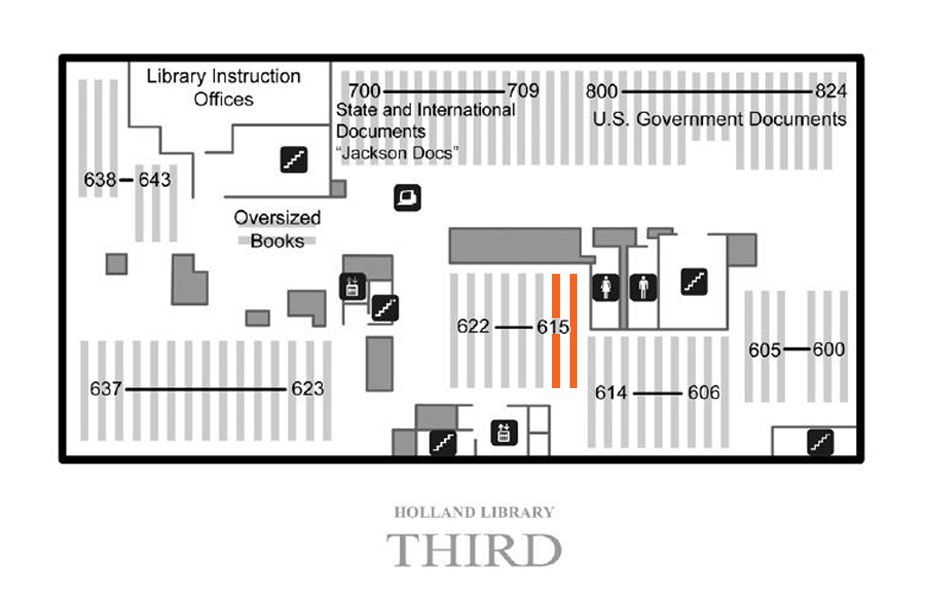 Library Instruction
Offices
700 709
State and International
Documents
“Jackson Docs”
800 824
U.S. Government Documents
638 643
Oversized
Books
622 615
605 600
637 623
614 606
HOLLAND LIBRARY
THIRD